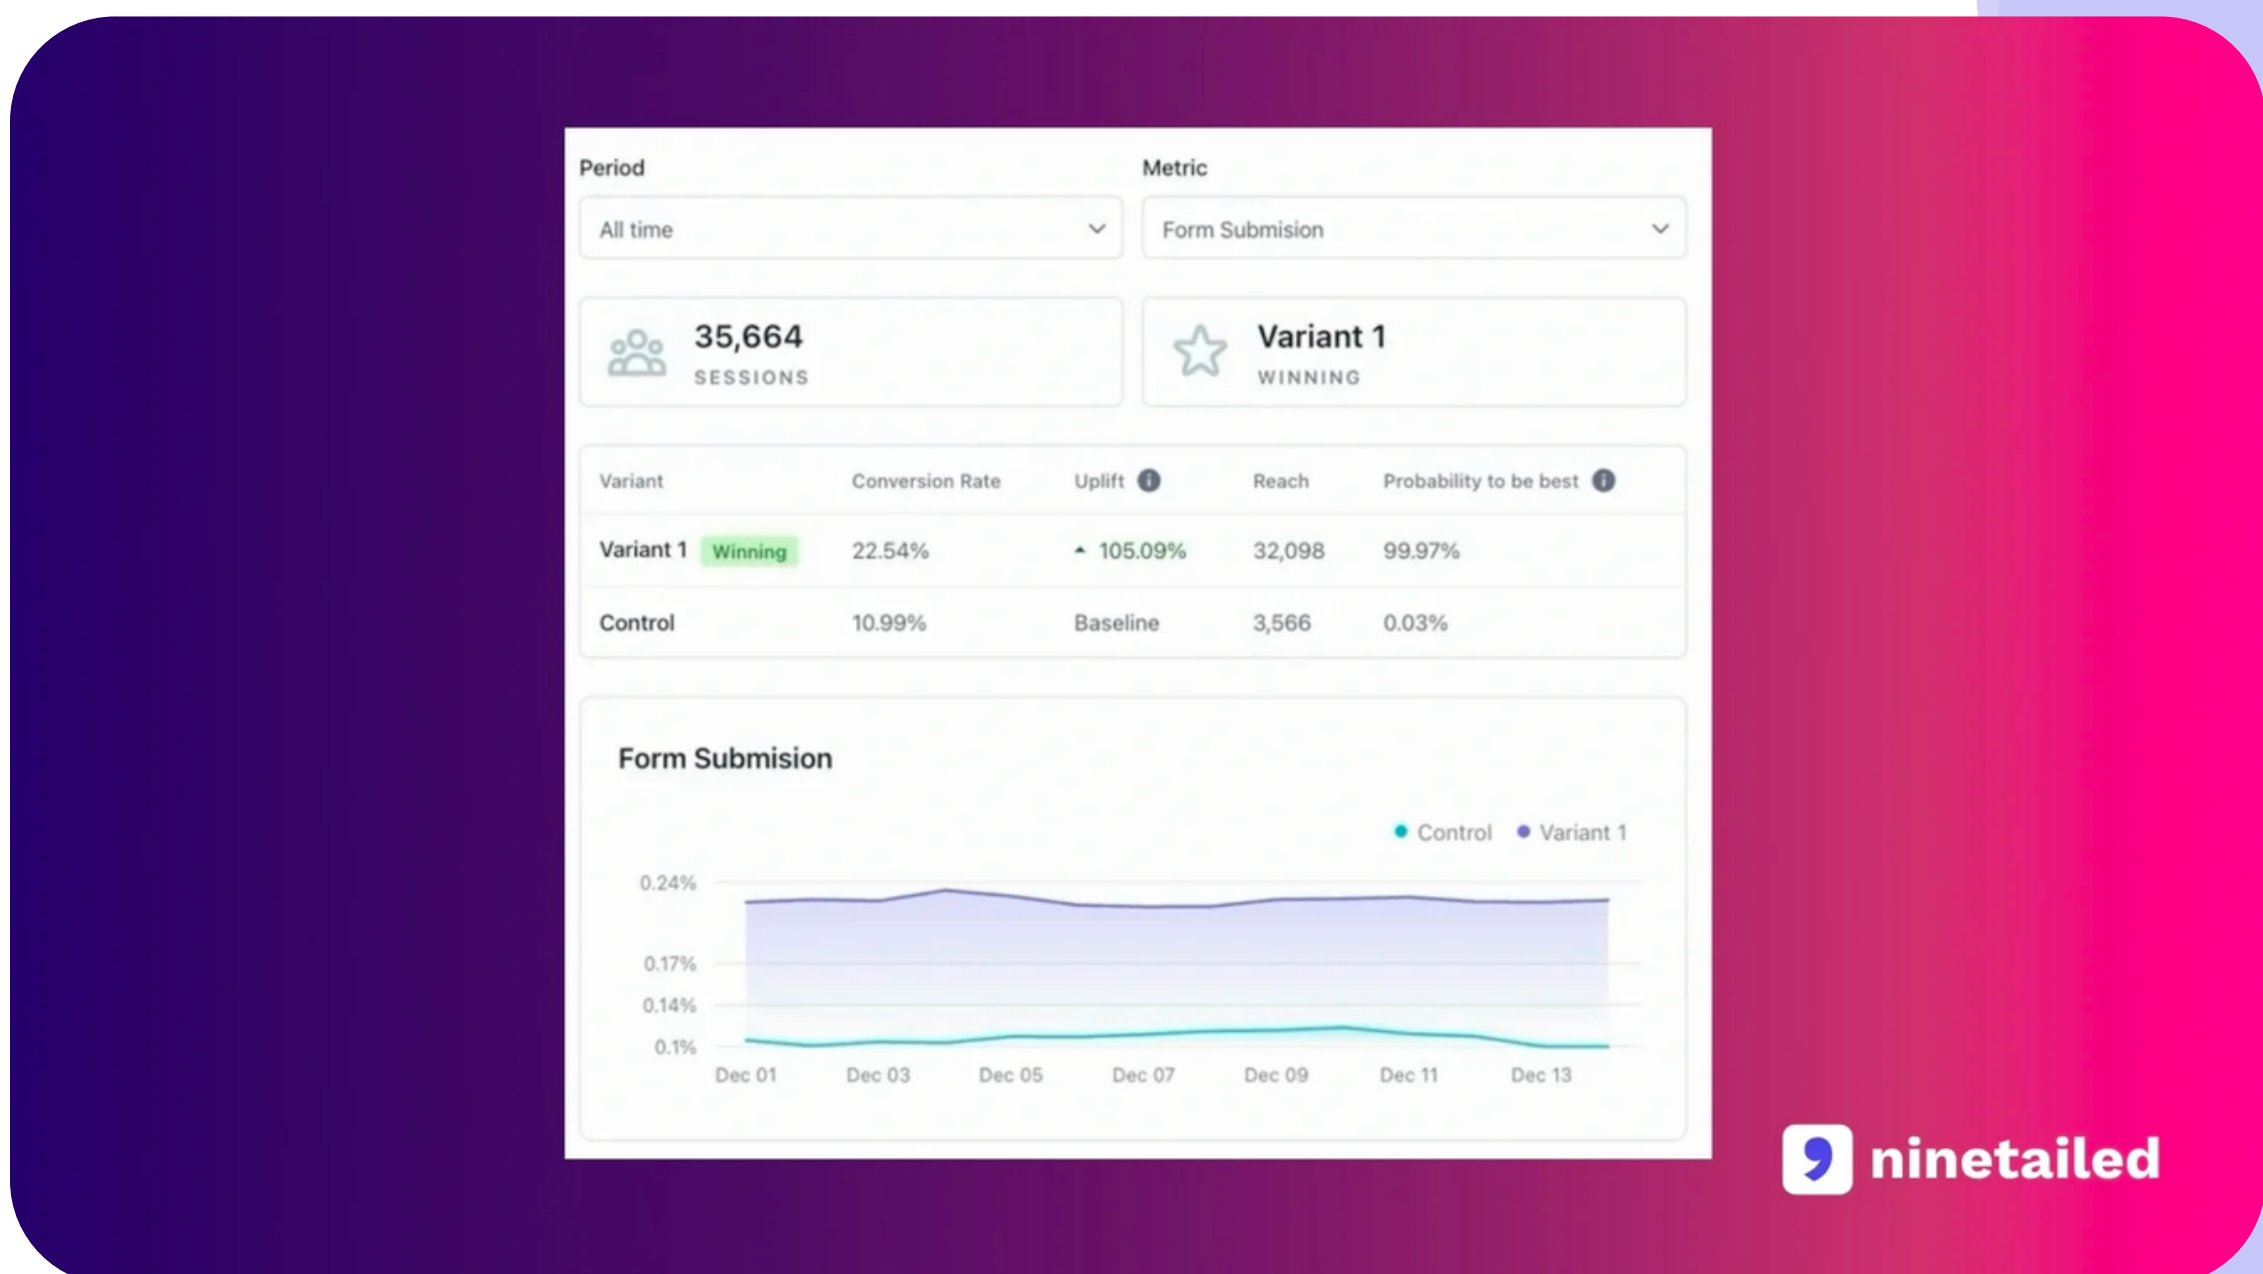 Period
Metric
All time
Form Submision
35,664
SESSIONS
Variant 1
WINNING
Variant Conversion Rate Uplift Reach Probability to be best
Variant 1 Winning 22.54% 105.09% 32,098 99.97%
Control 10.99% Baseline 3,566 0.03%
Form Submision
Control Variant 1
0.24%
0.17%
0.14%
0.1%
Dec 01 Dec 03 Dec 05 Dec 07 Dec 09 Dec 11 Dec 13
ninetailed